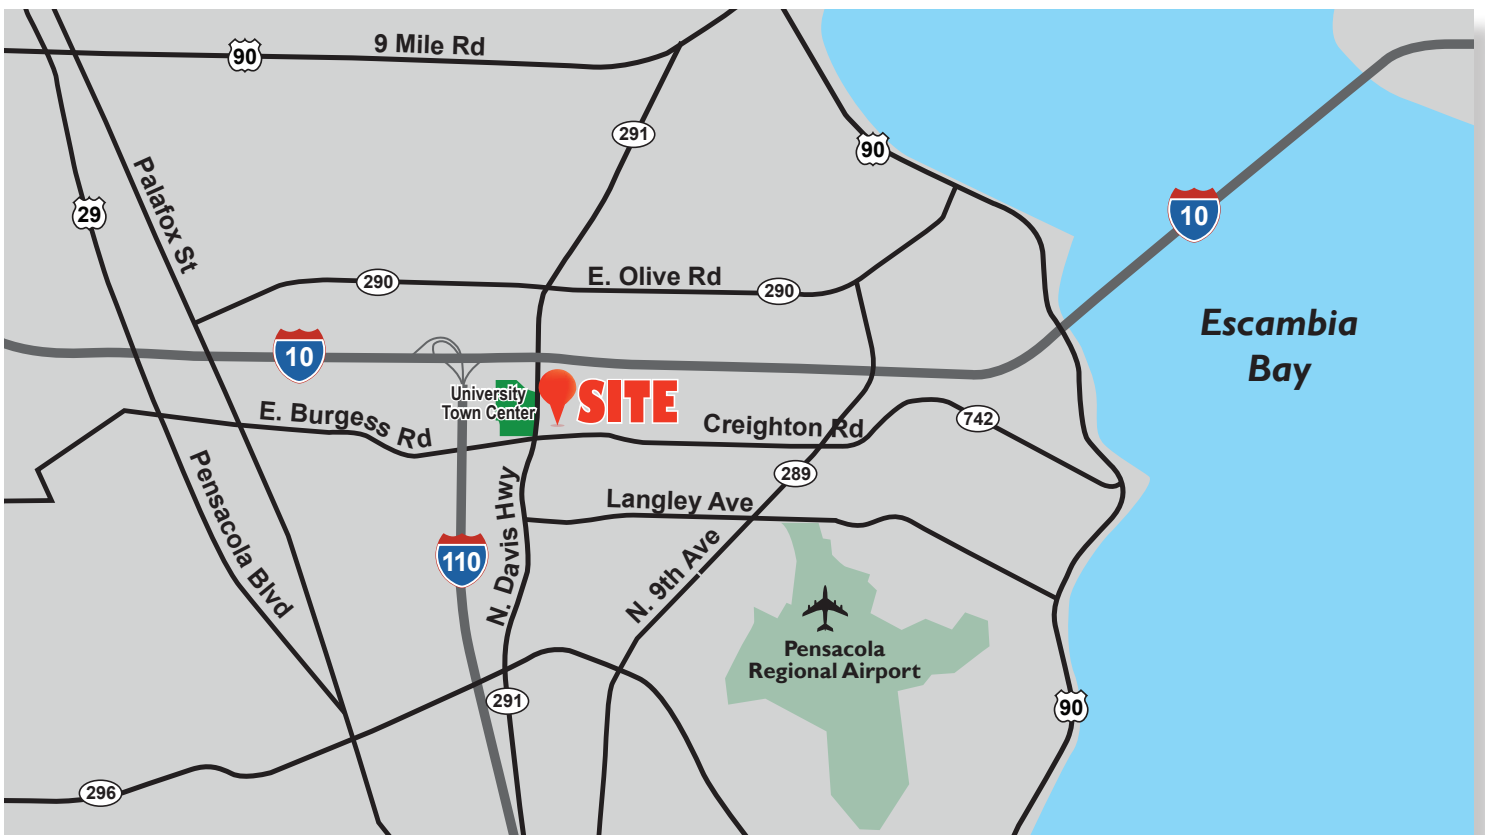 9 Mile Rd
90
291
90
Palafox St
29
10
E. Olive Rd
290
290
Escambia
Bay
10
University
Town Center
SITE
E. Burgess Rd
Creighton Rd
742
289
Pensacola Blvd
N. Davis Hwy
Langley Ave
110
N. 9th Ave
Pensacola
Regional Airport
291
90
296